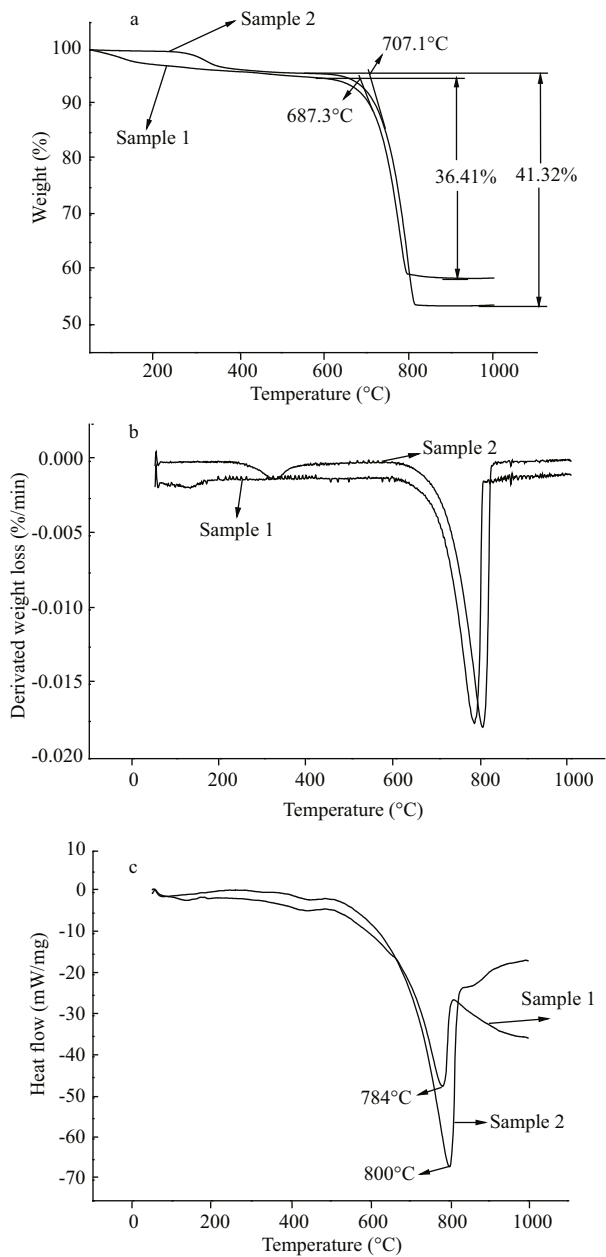 a
Sample 2
707.1°C
100
90
687.3°C
Sample 1
80
Weight (%)
36.41%
41.32%
70
60
50
200
400
600
800
1000
Temperature (°C)
b
0.000
Sample 2
Sample 1
-0.005
Derivated weight loss (%/min)
-0.010
-0.015
-0.020
0
200
400
600
800
1000
Temperature (°C)
c
10
0
-10
-20
Sample 1
-30
Heat flow (mW/mg)
-40
784°C
-50
Sample 2
-60
800°C
-70
0
200
400
600
800
1000
Temperature (°C)